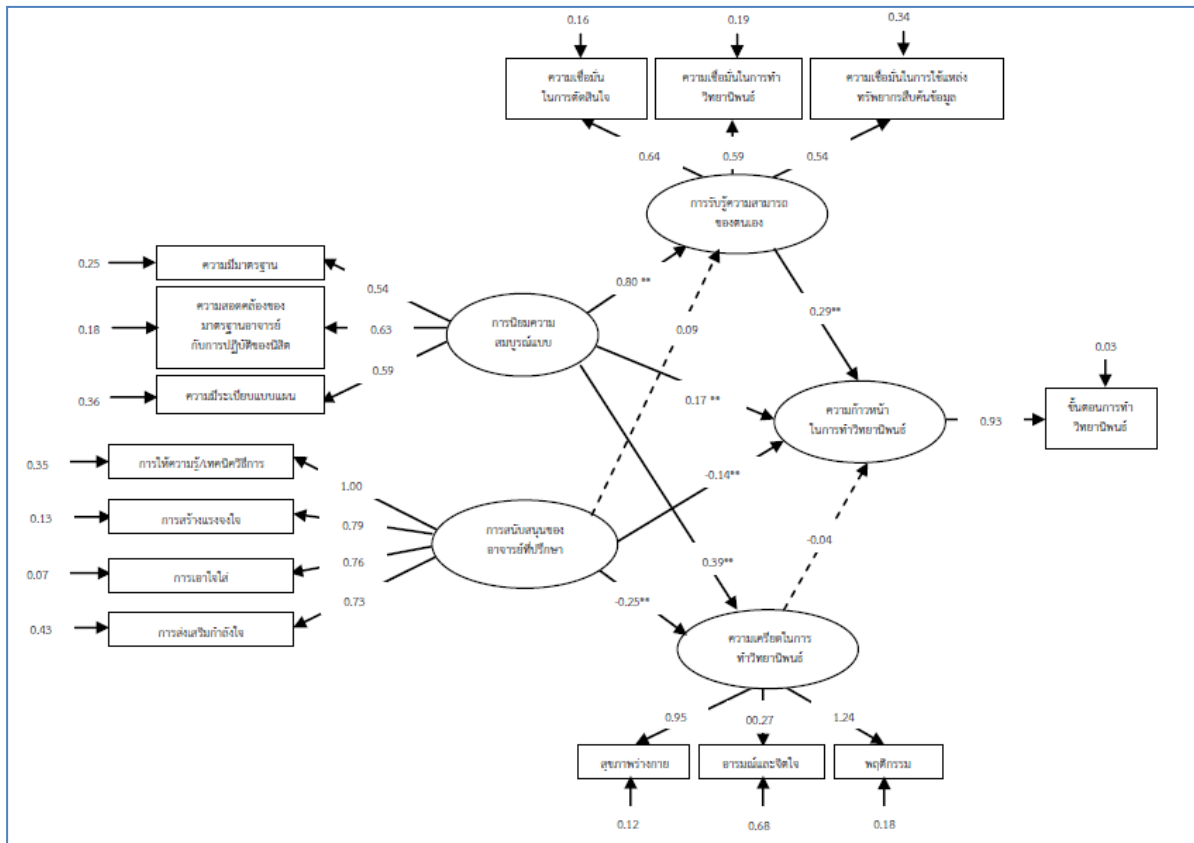 0.16
0.19
0.34
ความเชื่อมั่น
ในการตัดสินใจ
ความเชื่อมั่นในการทำ
วิทยานิพนธ์
ความเชื่อมั่นในการใช้แหล่ง
ทรัพยากรสืบค้นข้อมูล
0.64
0.59
0.54
การรับรู้ความสามารถ
ของตนเอง
0.25
ความมีมาตรฐาน
0.54
0.80 **
ความสอดคล้องของ
มาตรฐานอาจารย์
กับการปฏิบัติของนิสิต
0.18
0.63
การนิยมความ
สมบูรณ์แบบ
0.09
0.29**
0.03
0.36
ความมีระเบียบแบบแผน
0.59
0.17 **
ความก้าวหน้า
ในการทำวิทยานิพนธ์
0.93
ขั้นตอนการทำ
วิทยานิพนธ์
0.35
การให้ความรู้/เทคนิควิธีการ
1.00
-0.14**
0.13
การสร้างแรงจงใจ
0.79
การสนับสนุนของ
อาจารย์ที่ปรึกษา
-0.04
0.07
การเอาใจใส่
0.76
0.39**
0.73
-0.25**
0.43
การส่งเสริมกำลังใจ
ความเครียดในการ
ทำวิทยานิพนธ์
0.95
00.27
1.24
สุขภาพร่างกาย
อารมณ์และจิตใจ
พฤติกรรม
0.12
0.68
0.18